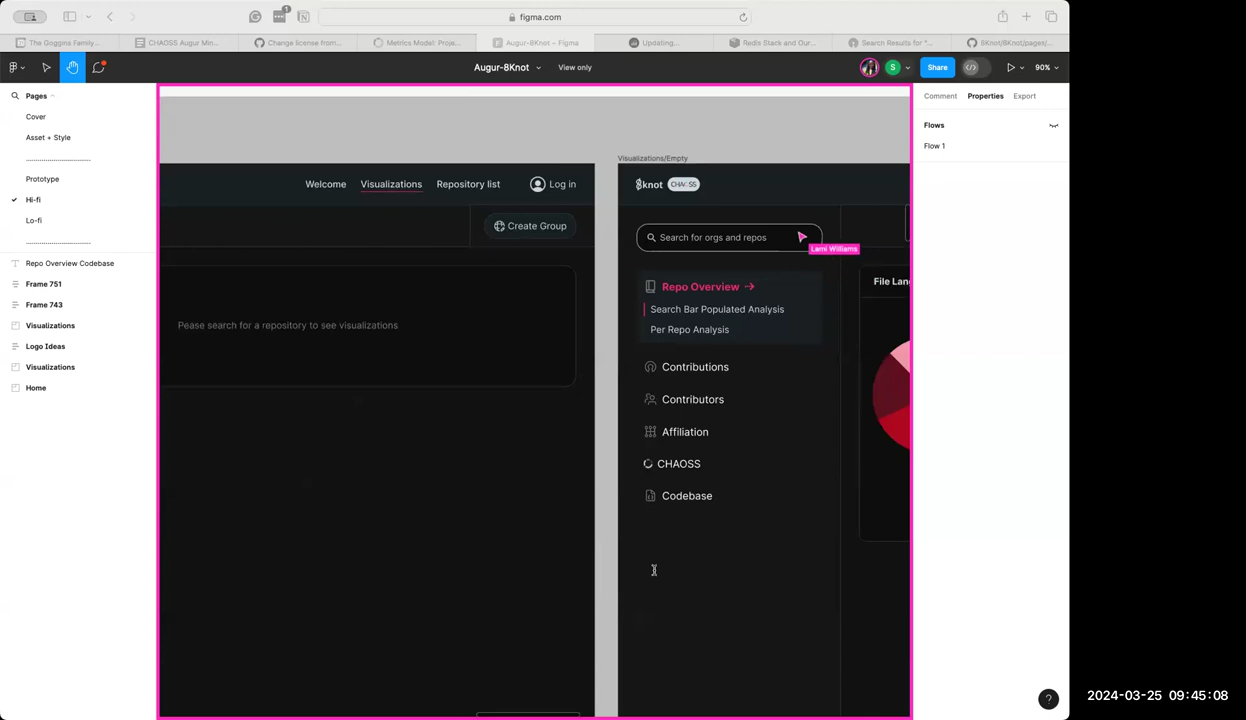 1
figma.com
The Goggins Family...
CHAOSS Augur Min...
Change license from...
Metrics Model: Proje...
Augur-8Knot – Figma
Updating...
Redis Stack and Our...
Search Results for "...
8Knot/8Knot/pages/...
Augur-8Knot
View only
S
Share
90%
Pages
Cover
Asset + Style
Prototype
Hi-fi
Lo-fi
Repo Overview Codebase
Frame 751
Frame 743
Visualizations
Logo Ideas
Visualizations
Home
Welcome
Visualizations
Repository list
Log in
Create Group
Pease search for a repository to see visualizations
Visualizations/Empty
8knot CHAOSS
Search for orgs and repos
Lami Williams
Repo Overview
Search Bar Populated Analysis
Per Repo Analysis
Contributions
Contributors
Affiliation
CHAOSS
Codebase
File Lang
Comment
Properties
Export
Flows
Flow 1
?
2024-03-25 09:45:08